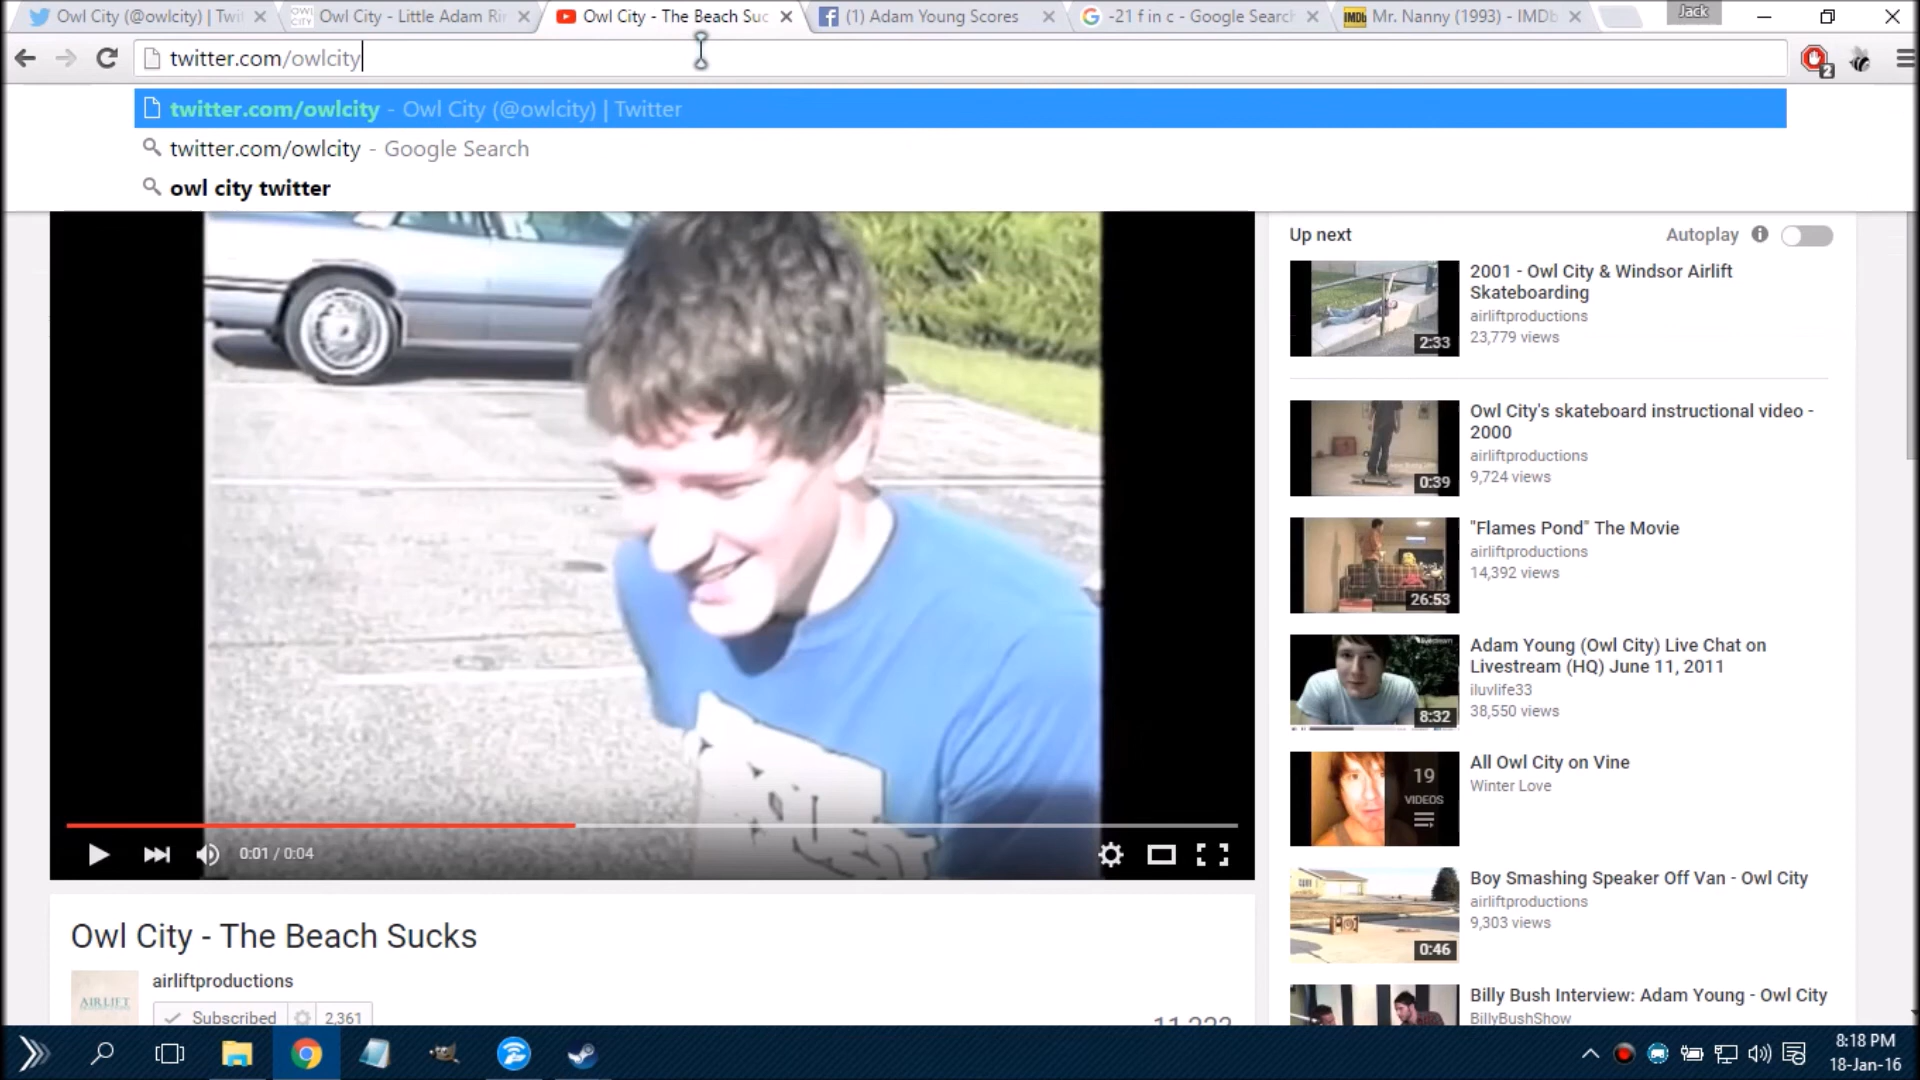 Owl City (@owlcity) | Twi
Owl City - Little Adam Rin
Owl City - The Beach Suc
(1) Adam Young Scores
-21 f in c - Google Search
IMDb Mr. Nanny (1993) - IMDb
Jack
twitter.com/owlcity
2
twitter.com/owlcity - Owl City (@owlcity) | Twitter
twitter.com/owlcity - Google Search
owl city twitter
Up next
Autoplay
2001 - Owl City & Windsor Airlift
Skateboarding
airliftproductions
23,779 views
2:33
Owl City's skateboard instructional video -
2000
airliftproductions
9,724 views
0:39
"Flames Pond" The Movie
airliftproductions
14,392 views
26:53
Adam Young (Owl City) Live Chat on
Livestream (HQ) June 11, 2011
iluvlife33
38,550 views
8:32
All Owl City on Vine
Winter Love
19
VIDEOS
Boy Smashing Speaker Off Van - Owl City
airliftproductions
9,303 views
0:46
Billy Bush Interview: Adam Young - Owl City
BillyBushShow
0:01 / 0:04
Owl City - The Beach Sucks
airliftproductions
AIRLIFT
Subscribed
2,361
8:18 PM
18-Jan-16